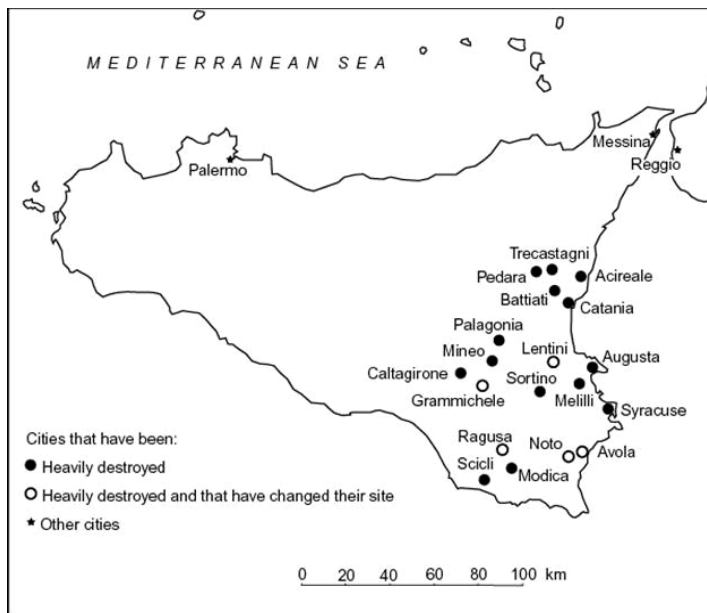 MEDITERRANEAN SEA
Messina
Reggio
Palermo
Trecastagni
Pedara
Acireale
Battiati
Catania
Palagonia
Lentini
Mineo
Augusta
Caltagirone
Sortino
Grammichele
Melilli
Syracuse
Cities that have been:
Ragusa
Noto
Avola
Heavily destroyed
Scicli
Modica
Heavily destroyed and that have changed their site
Other cities
0 20 40 60 80 100 km